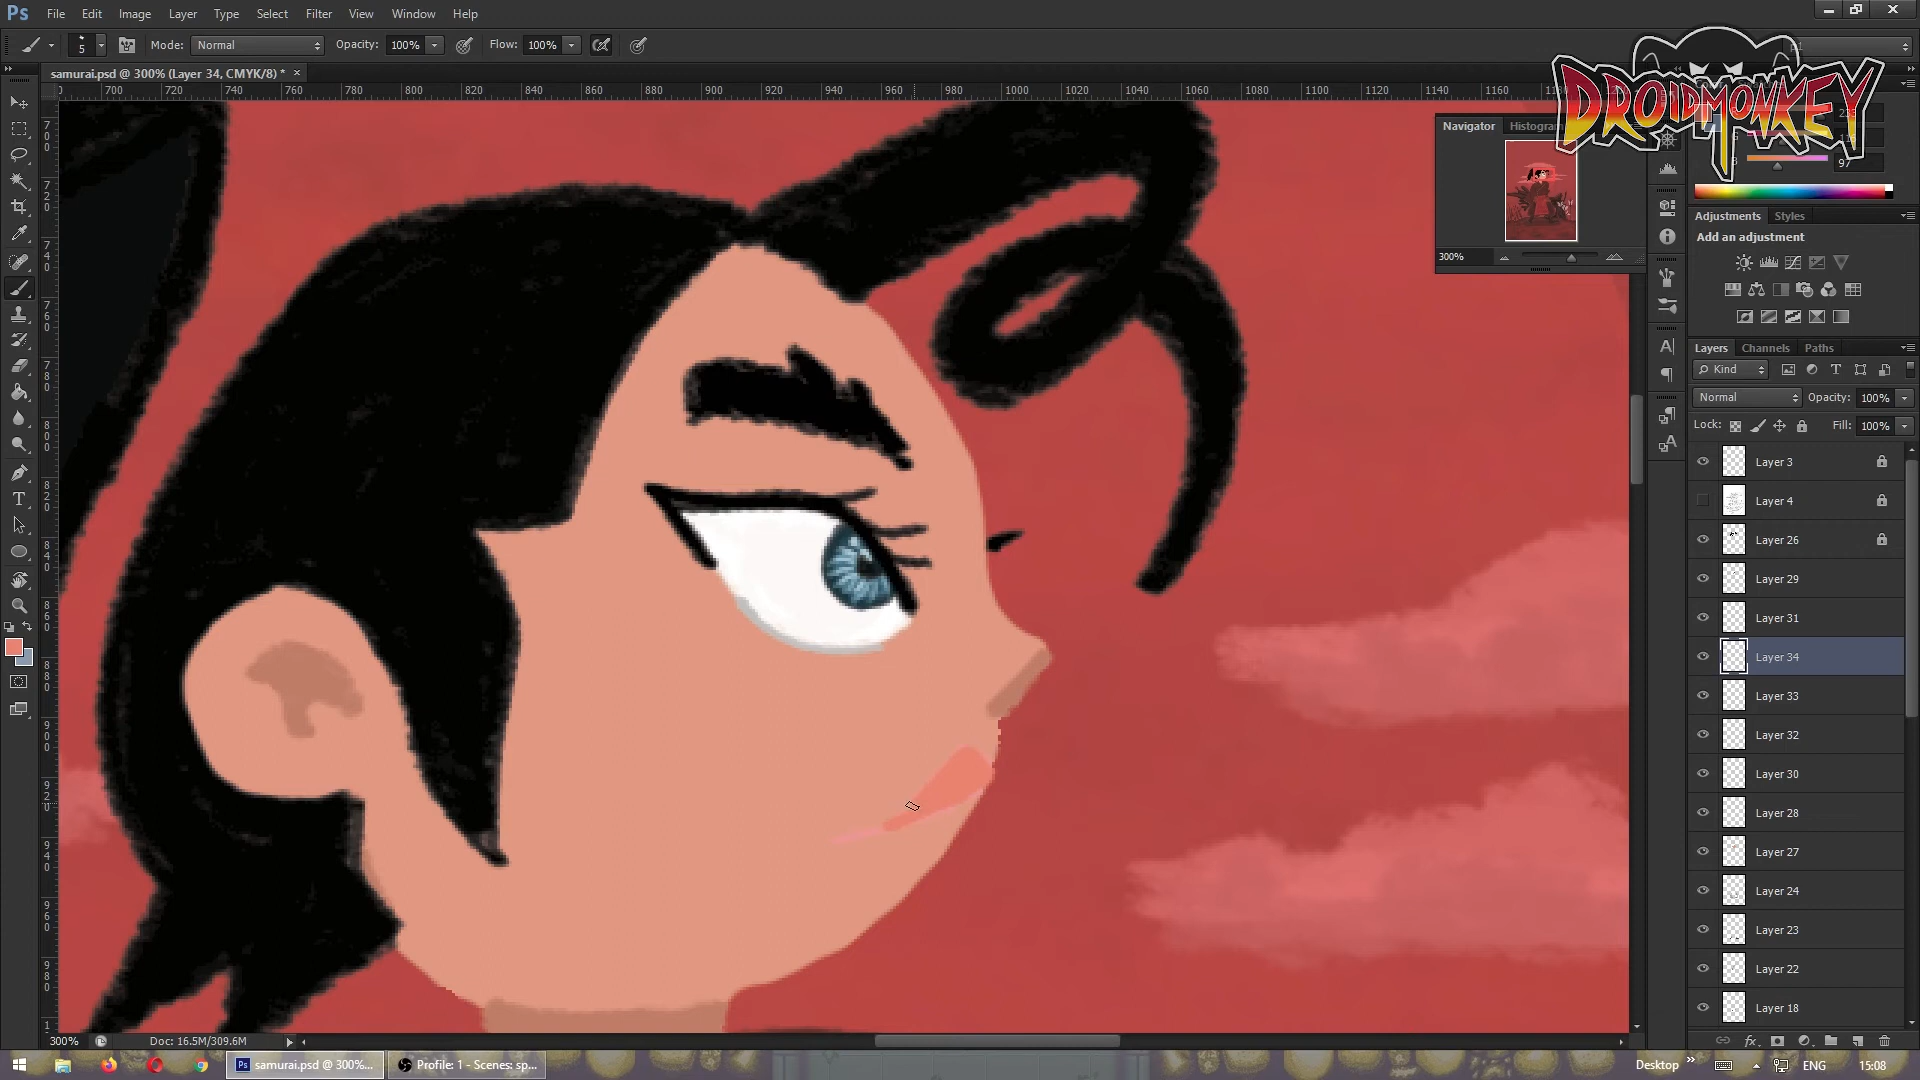 Ps File Edit Image Layer Type Select Filter View Window Help
5 Mode: Normal Opacity: 100% Flow: 100%
samurai.psd @ 300% (Layer 34, CMYK/8) * ×
DROIDMONKEY
700 720 740 760 780 800 820 840 860 880 900 920 940 960 980 1000 1020 1040 1060 1080 1100 1120 1140 1160 1180
Navigator Histogram
B 97
300%
Adjustments Styles
Add an adjustment
Layers Channels Paths
Kind
Normal Opacity: 100%
Lock: Fill: 100%
Layer 3
Layer 4
Layer 26
Layer 29
Layer 31
Layer 34
Layer 33
Layer 32
Layer 30
Layer 28
Layer 27
Layer 24
Layer 23
Layer 22
Layer 18
300% Doc: 16.5M/309.6M
samurai.psd @ 300%... Profile: 1 - Scenes: sp... Desktop ENG 15:08